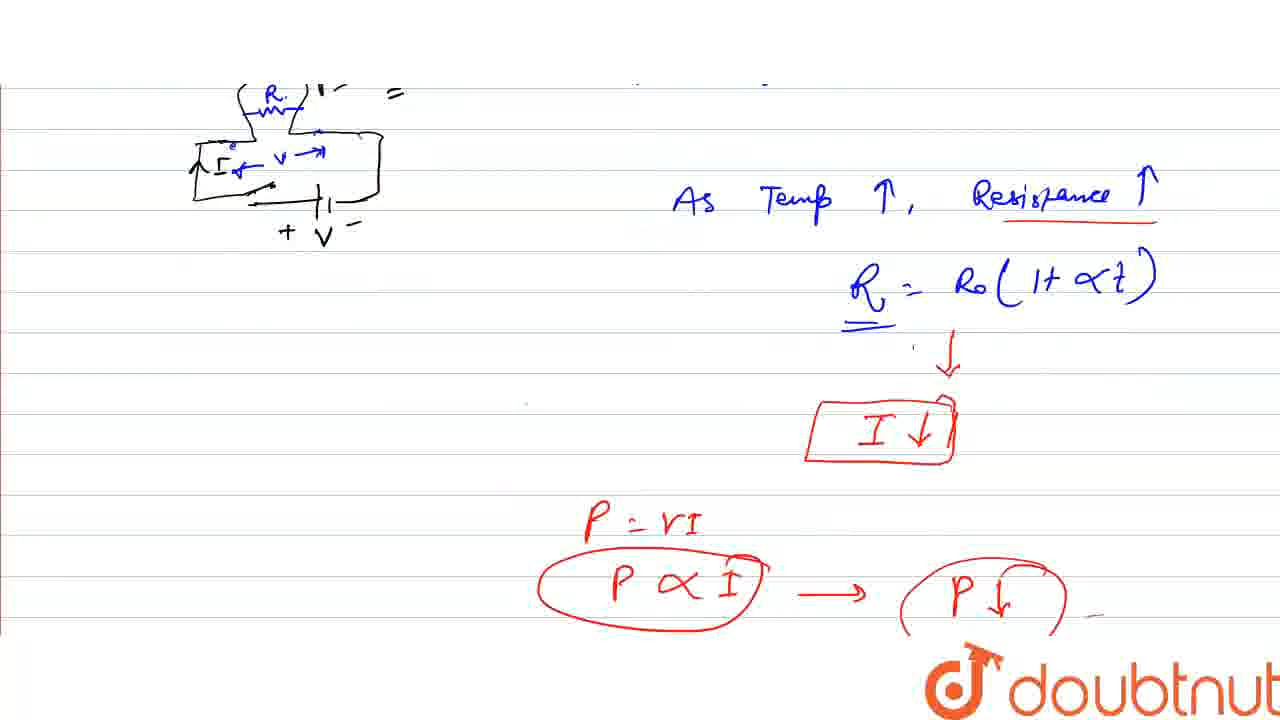 R.
=
I
V
+ V −
As Temp ↑, Resistance ↑
R = R₀(1 + αt)
↓
I ↓
P = VI
P ∝ I → P ↓
doubtnut